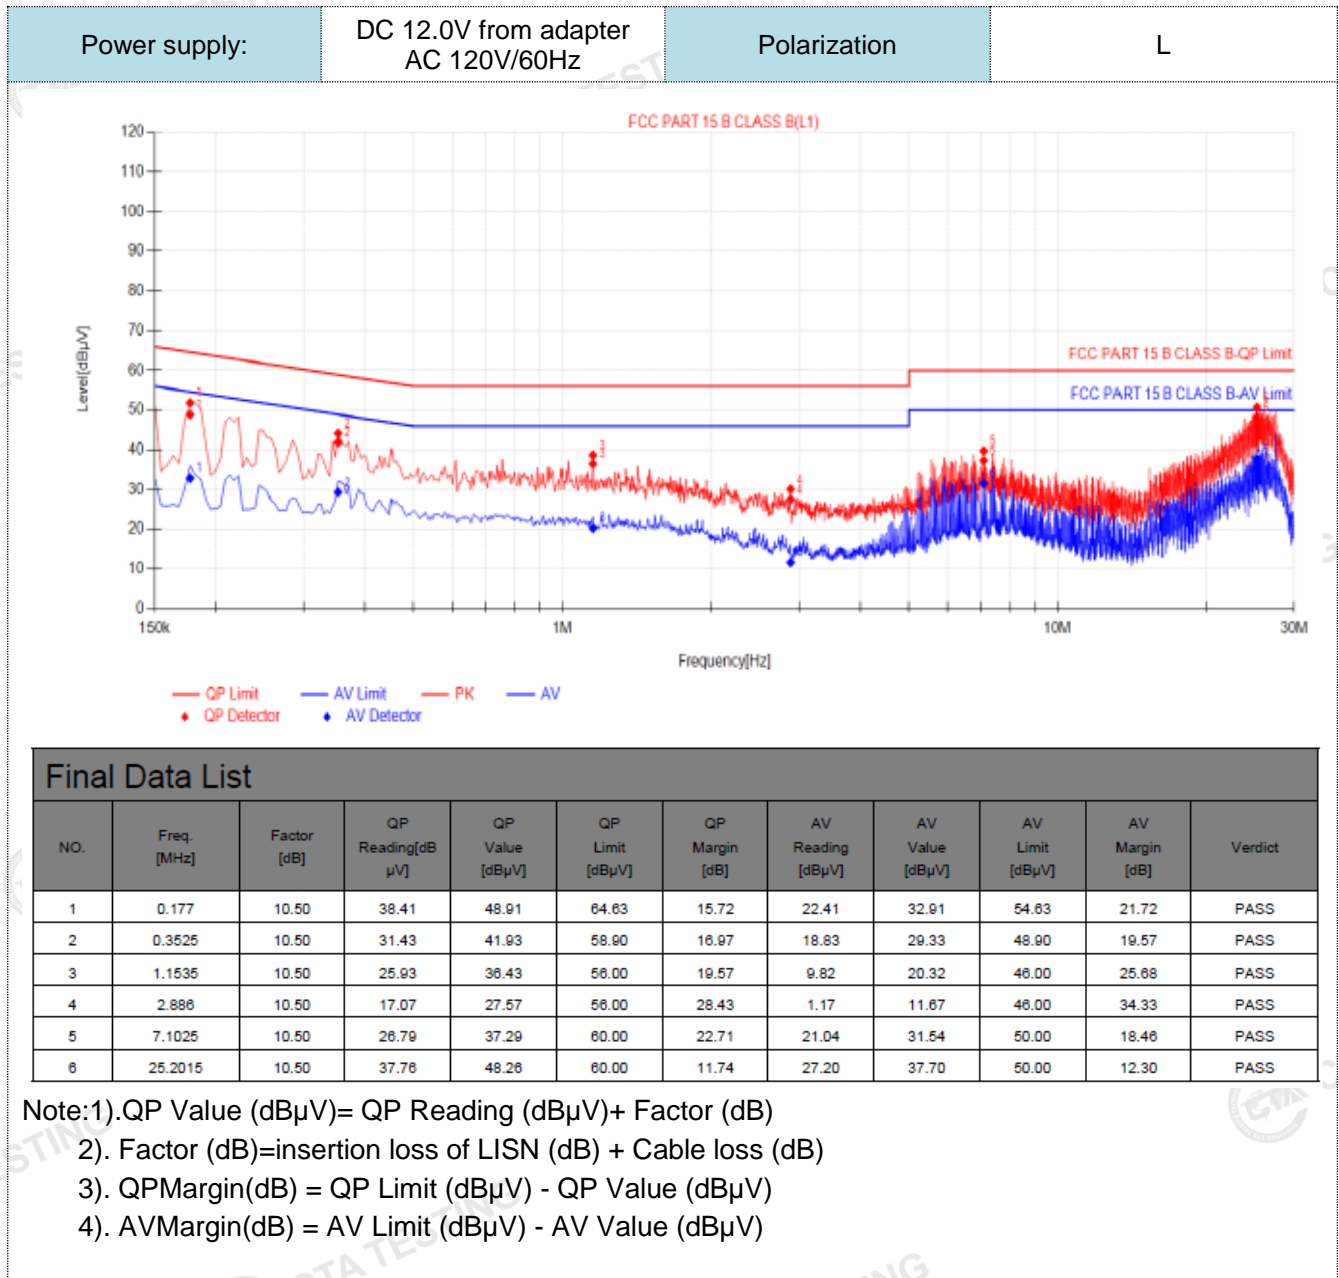 Power supply:
DC 12.0V from adapter
AC 120V/60Hz
Polarization
L
FCC PART 15 B CLASS B(L1)
120
110
100
90
80
70
60
50
40
30
20
10
0
Level[dBμV]
FCC PART 15 B CLASS B-QP Limit
FCC PART 15 B CLASS B-AV Limit
150k 1M 10M 30M
Frequency[Hz]
QP Limit AV Limit PK AV
QP Detector AV Detector
Final Data List
NO. Freq. [MHz] Factor [dB] QP Reading[dBμV] QP Value [dBμV] QP Limit [dBμV] QP Margin [dB] AV Reading [dBμV] AV Value [dBμV] AV Limit [dBμV] AV Margin [dB] Verdict
1 0.177 10.50 38.41 48.91 64.63 15.72 22.41 32.91 54.63 21.72 PASS
2 0.3525 10.50 31.43 41.93 58.90 16.97 18.83 29.33 48.90 19.57 PASS
3 1.1535 10.50 25.93 36.43 56.00 19.57 9.82 20.32 46.00 25.68 PASS
4 2.886 10.50 17.07 27.57 56.00 28.43 1.17 11.67 46.00 34.33 PASS
5 7.1025 10.50 26.79 37.29 60.00 22.71 21.04 31.54 50.00 18.46 PASS
6 25.2015 10.50 37.76 48.26 60.00 11.74 27.20 37.70 50.00 12.30 PASS
Note:1).QP Value (dBμV)= QP Reading (dBμV)+ Factor (dB)
2). Factor (dB)=insertion loss of LISN (dB) + Cable loss (dB)
3). QPMargin(dB) = QP Limit (dBμV) - QP Value (dBμV)
4). AVMargin(dB) = AV Limit (dBμV) - AV Value (dBμV)